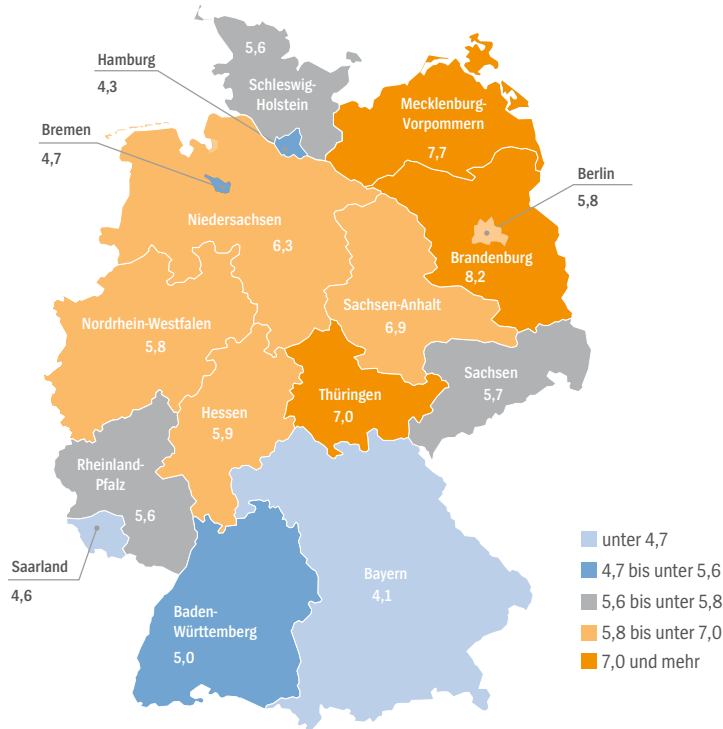 5,6
Schleswig-
Holstein
Hamburg
4,3
Mecklenburg-
Vorpommern
7,7
Bremen
4,7
Berlin
5,8
Niedersachsen
6,3
Brandenburg
8,2
Sachsen-Anhalt
6,9
Nordrhein-Westfalen
5,8
Sachsen
5,7
Thüringen
7,0
Hessen
5,9
Rheinland-
Pfalz
5,6
Saarland
4,6
Bayern
4,1
Baden-
Württemberg
5,0
unter 4,7
4,7 bis unter 5,6
5,6 bis unter 5,8
5,8 bis unter 7,0
7,0 und mehr